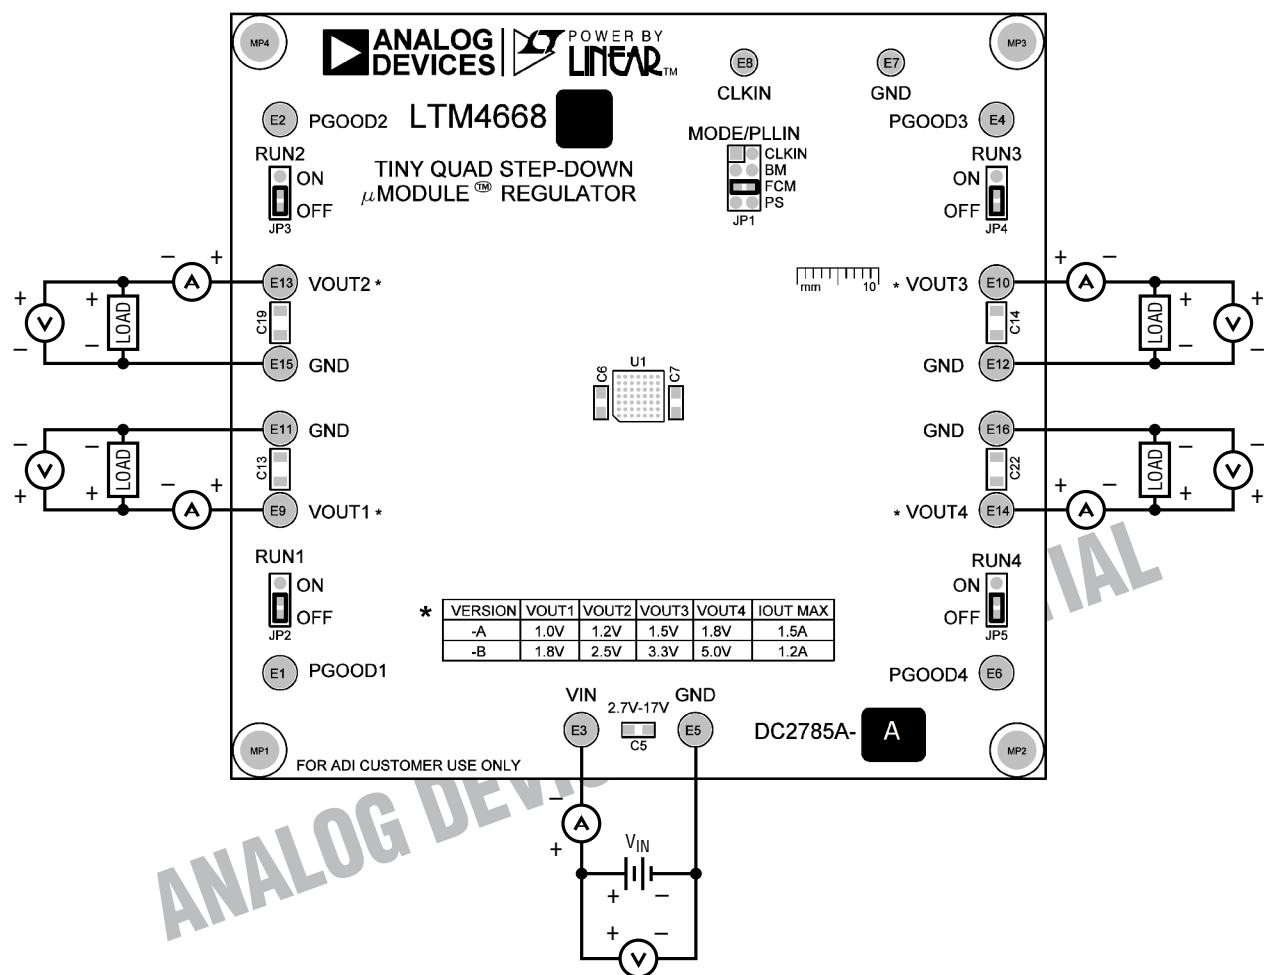 MP4
ANALOG DEVICES
POWER BY LINEAR™
E8
CLKIN
E7
GND
MP3
E2 PGOOD2
LTM4668
PGOOD3 E4
TINY QUAD STEP-DOWN
μMODULE™ REGULATOR
RUN2
ON
OFF
JP3
MODE/PLLIN
CLKIN
BM
FCM
PS
JP1
RUN3
ON
OFF
JP4
− A +
E13 VOUT2 *
+ V −
+ LOAD −
C19
E15 GND
mm 10
* VOUT3 E10
+ A −
C14
LOAD + −
V + −
GND E12
U1
C6
C7
E11 GND
− V +
− LOAD +
C13
− A +
E9 VOUT1 *
GND E16
C22
LOAD − +
V − +
* VOUT4 E14
+ A −
RUN1
ON
OFF
JP2
E1 PGOOD1
RUN4
ON
OFF
JP5
PGOOD4 E6
* VERSION VOUT1 VOUT2 VOUT3 VOUT4 IOUT MAX
-A 1.0V 1.2V 1.5V 1.8V 1.5A
-B 1.8V 2.5V 3.3V 5.0V 1.2A
VIN GND
2.7V-17V
E3 C5 E5
DC2785A- A
MP1
FOR ADI CUSTOMER USE ONLY
MP2
− A +
VIN
+ −
+ −
V
ANALOG